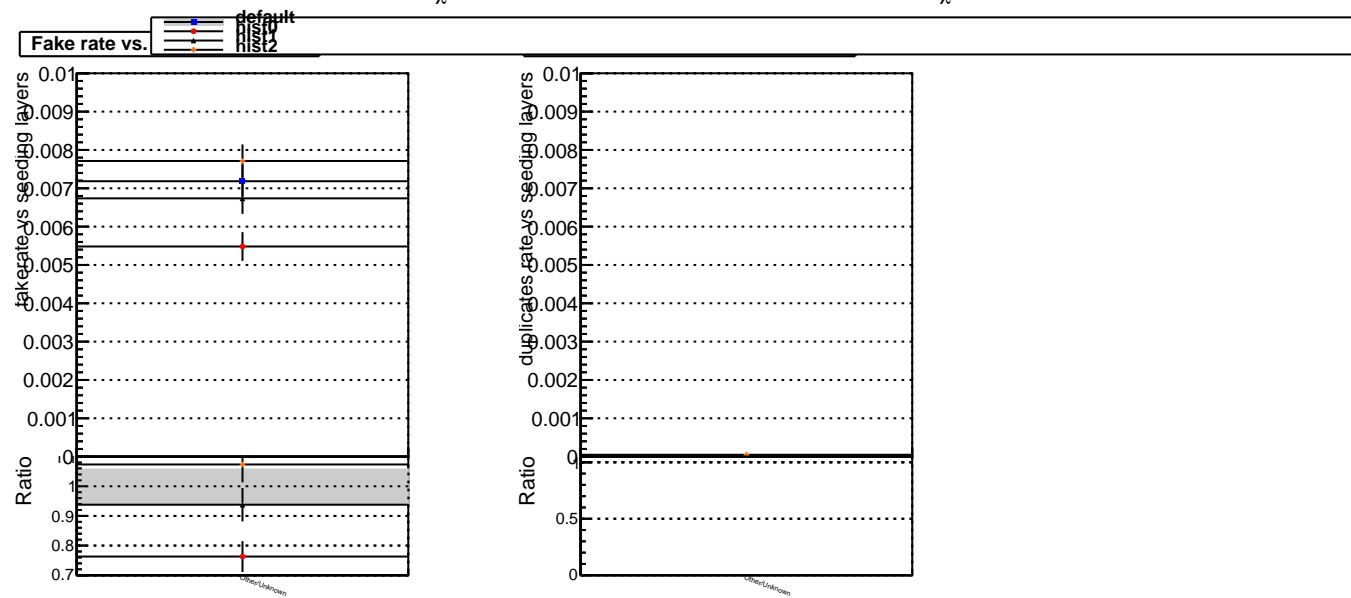 default
hist0
hist1
hist2
Fake rate vs.
fakerate vs seeding layers
0.01
0.009
0.008
0.007
0.006
0.005
0.004
0.003
0.002
0.001
0
Ratio
1
0.9
0.8
0.7
Other/Unknown
duplicates rate vs seeding layers
0.01
0.009
0.008
0.007
0.006
0.005
0.004
0.003
0.002
0.001
0
Ratio
1
0.5
0
Other/Unknown